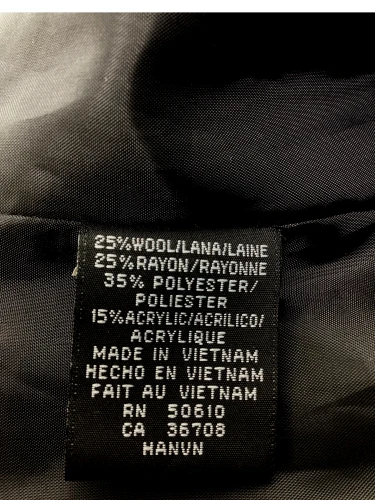 25%WOOL/LANA/LAINE
25%RAYON/RAYONNE
35% POLYESTER/
POLIESTER
15%ACRYLIC/ACRILICO/
ACRYLIQUE
MADE IN VIETNAM
HECHO EN VIETNAM
FAIT AU VIETNAM
RN 50610
CA 36708
HANVN